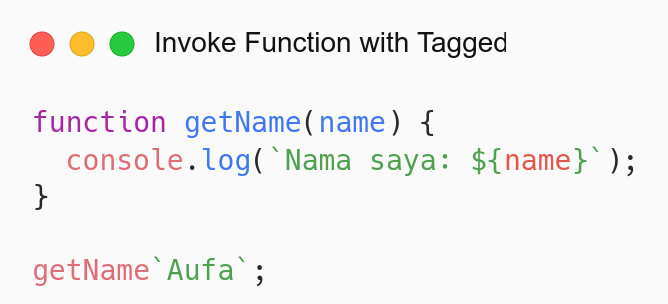 Invoke Function with Tagged
function getName(name) {
  console.log(`Nama saya: ${name}`);
}
getName`Aufa`;